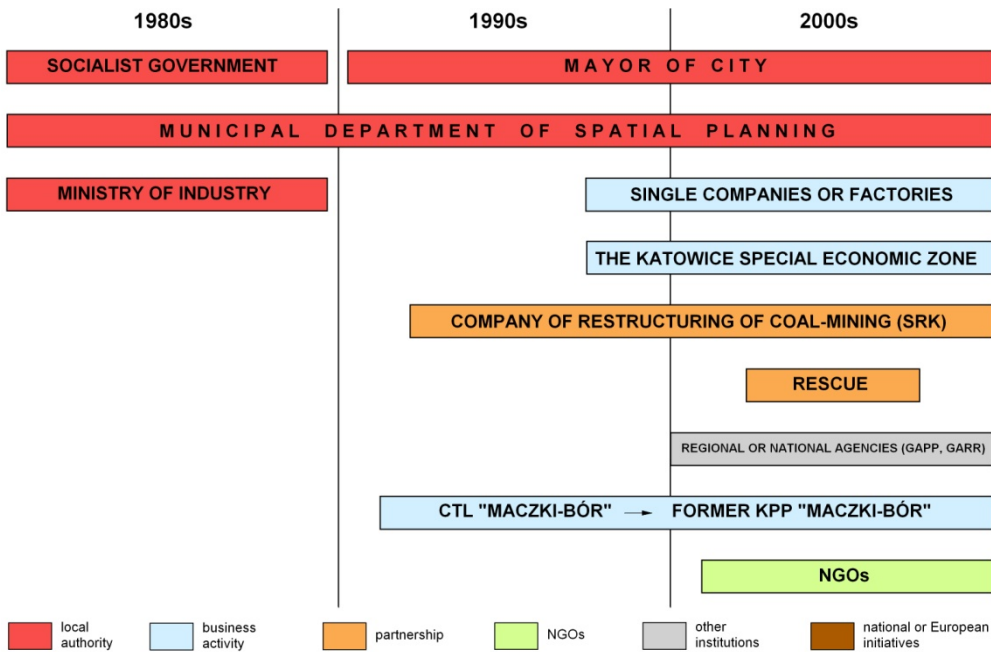 1980s 1990s 2000s
SOCIALIST GOVERNMENT MAYOR OF CITY
MUNICIPAL DEPARTMENT OF SPATIAL PLANNING
MINISTRY OF INDUSTRY SINGLE COMPANIES OR FACTORIES
THE KATOWICE SPECIAL ECONOMIC ZONE
COMPANY OF RESTRUCTURING OF COAL-MINING (SRK)
RESCUE
REGIONAL OR NATIONAL AGENCIES (GAPP, GARR)
CTL "MACZKI-BÓR" → FORMER KPP "MACZKI-BÓR"
NGOs
local
authority
business
activity
partnership
NGOs
other
institutions
national or European
initiatives